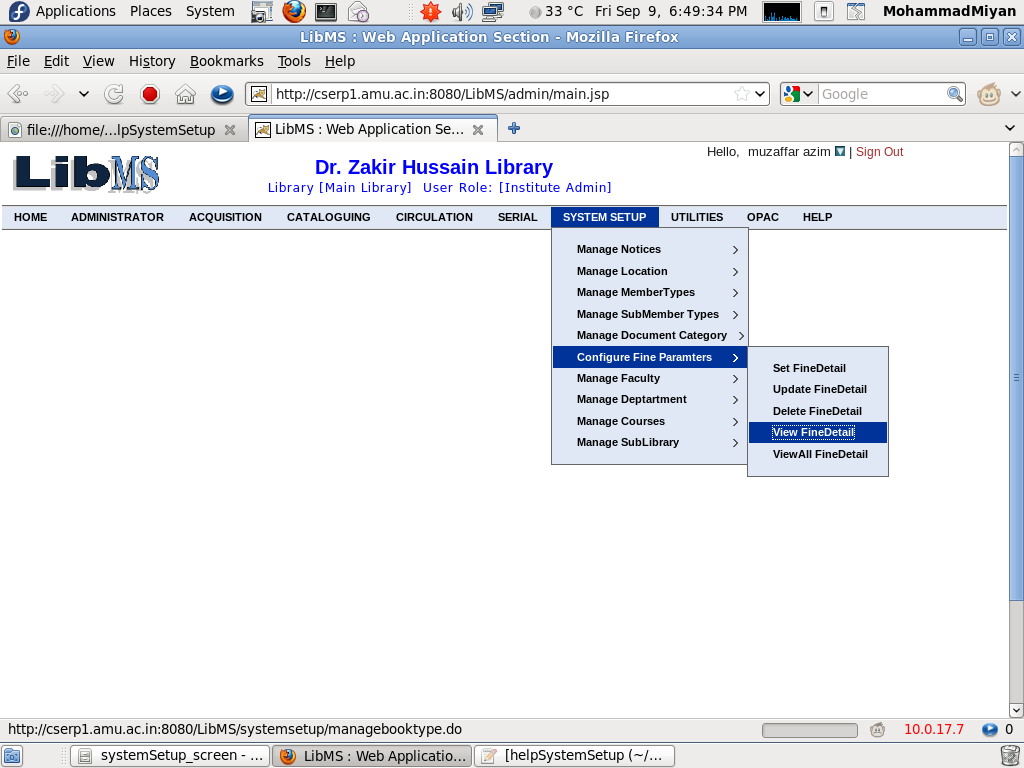 Applications Places System 33 °C Fri Sep 9, 6:49:34 PM MohammadMiyan
LibMS : Web Application Section - Mozilla Firefox
File Edit View History Bookmarks Tools Help
http://cserp1.amu.ac.in:8080/LibMS/admin/main.jsp Google
file:///home/...lpSystemSetup LibMS : Web Application Se...
LibMS
Hello, muzaffar azim | Sign Out
Dr. Zakir Hussain Library
Library [Main Library] User Role: [Institute Admin]
HOME ADMINISTRATOR ACQUISITION CATALOGUING CIRCULATION SERIAL SYSTEM SETUP UTILITIES OPAC HELP
Manage Notices
Manage Location
Manage MemberTypes
Manage SubMember Types
Manage Document Category
Configure Fine Paramters
Manage Faculty
Manage Deptartment
Manage Courses
Manage SubLibrary
Set FineDetail
Update FineDetail
Delete FineDetail
View FineDetail
ViewAll FineDetail
http://cserp1.amu.ac.in:8080/LibMS/systemsetup/managebooktype.do 10.0.17.7 0
systemSetup_screen - ... LibMS : Web Applicatio... [helpSystemSetup (~/...